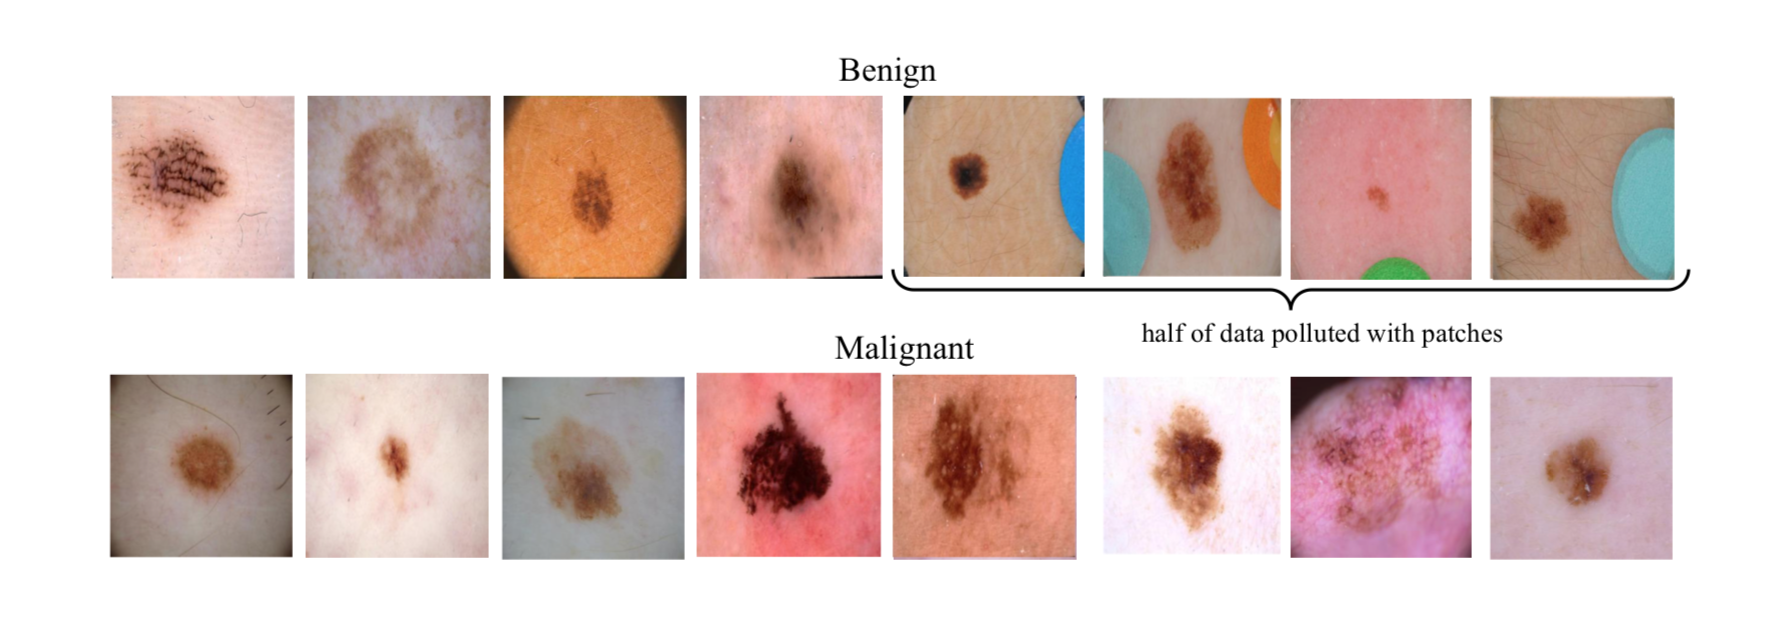 Benign
half of data polluted with patches
Malignant